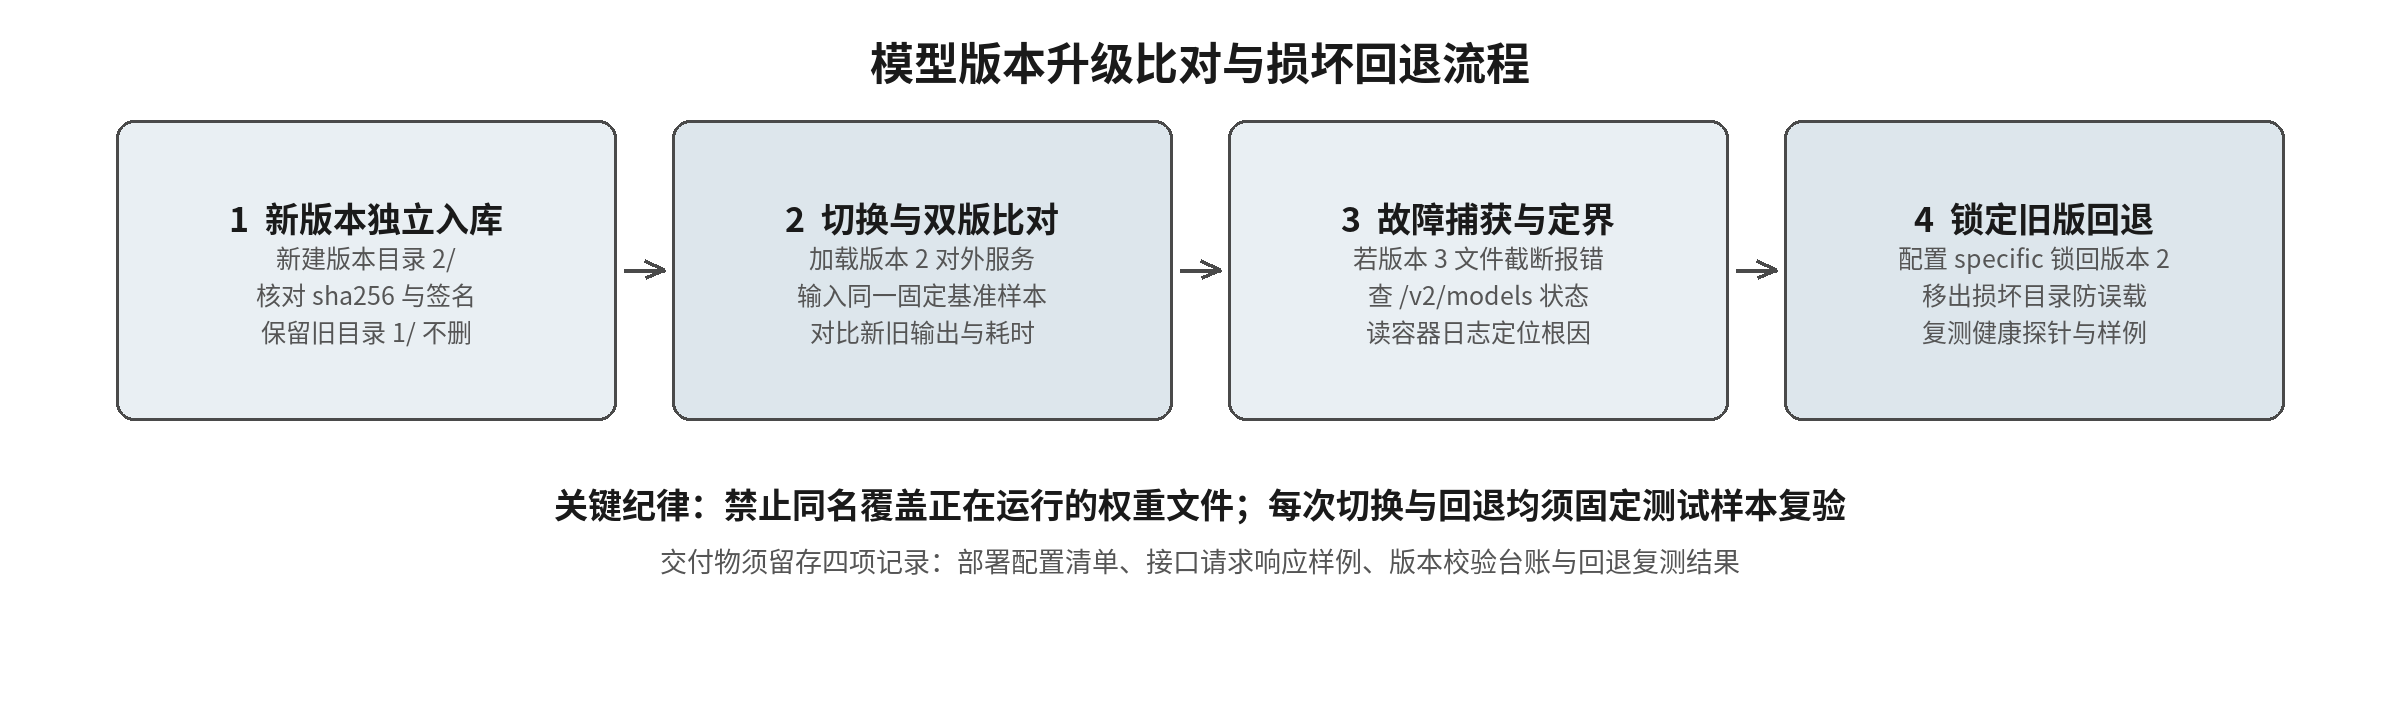 模型版本升级比对与损坏回退流程
1 新版本独立入库
新建版本目录 2/
核对 sha256 与签名
保留旧目录 1/ 不删
2 切换与双版比对
加载版本 2 对外服务
输入同一固定基准样本
对比新旧输出与耗时
3 故障捕获与定界
若版本 3 文件截断报错
查 /v2/models 状态
读容器日志定位根因
4 锁定旧版回退
配置 specific 锁回版本 2
移出损坏目录防误载
复测健康探针与样例
关键纪律：禁止同名覆盖正在运行的权重文件；每次切换与回退均须固定测试样本复验
交付物须留存四项记录：部署配置清单、接口请求响应样例、版本校验台账与回退复测结果